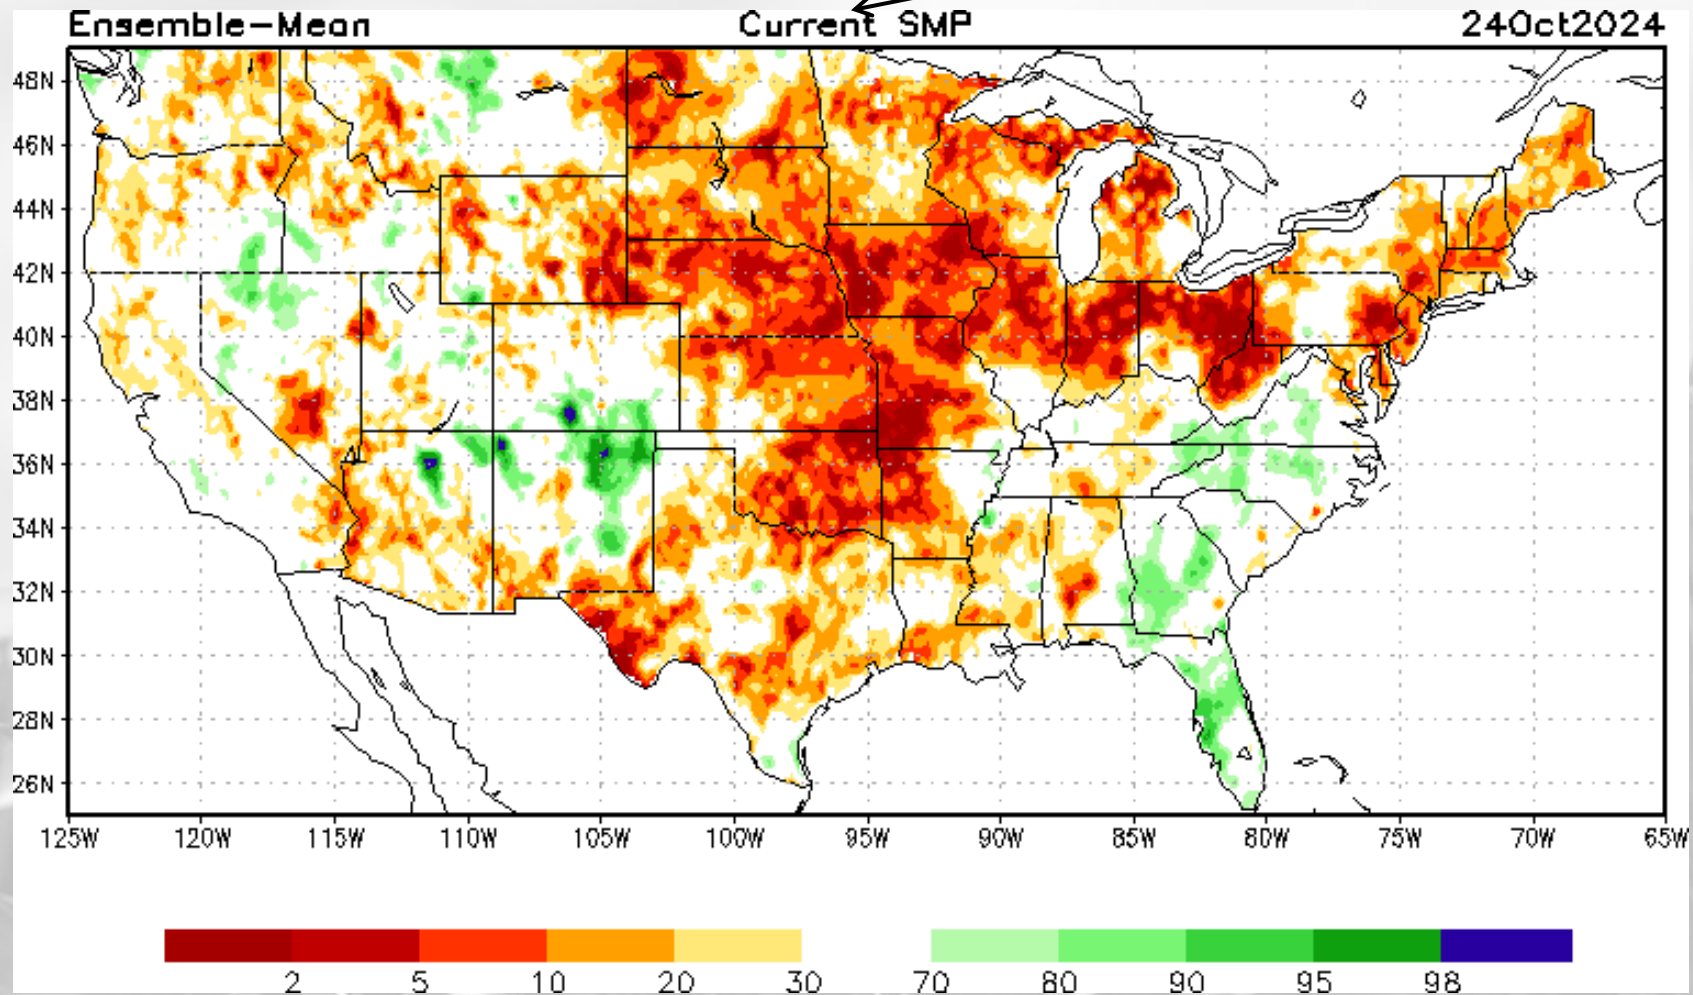 Ensemble-Mean Current SMP 24Oct2024
48N
46N
44N
42N
40N
38N
36N
34N
32N
30N
28N
26N
125W 120W 115W 110W 105W 100W 95W 90W 85W 80W 75W 70W 65W
2 5 10 20 30 70 80 90 95 98